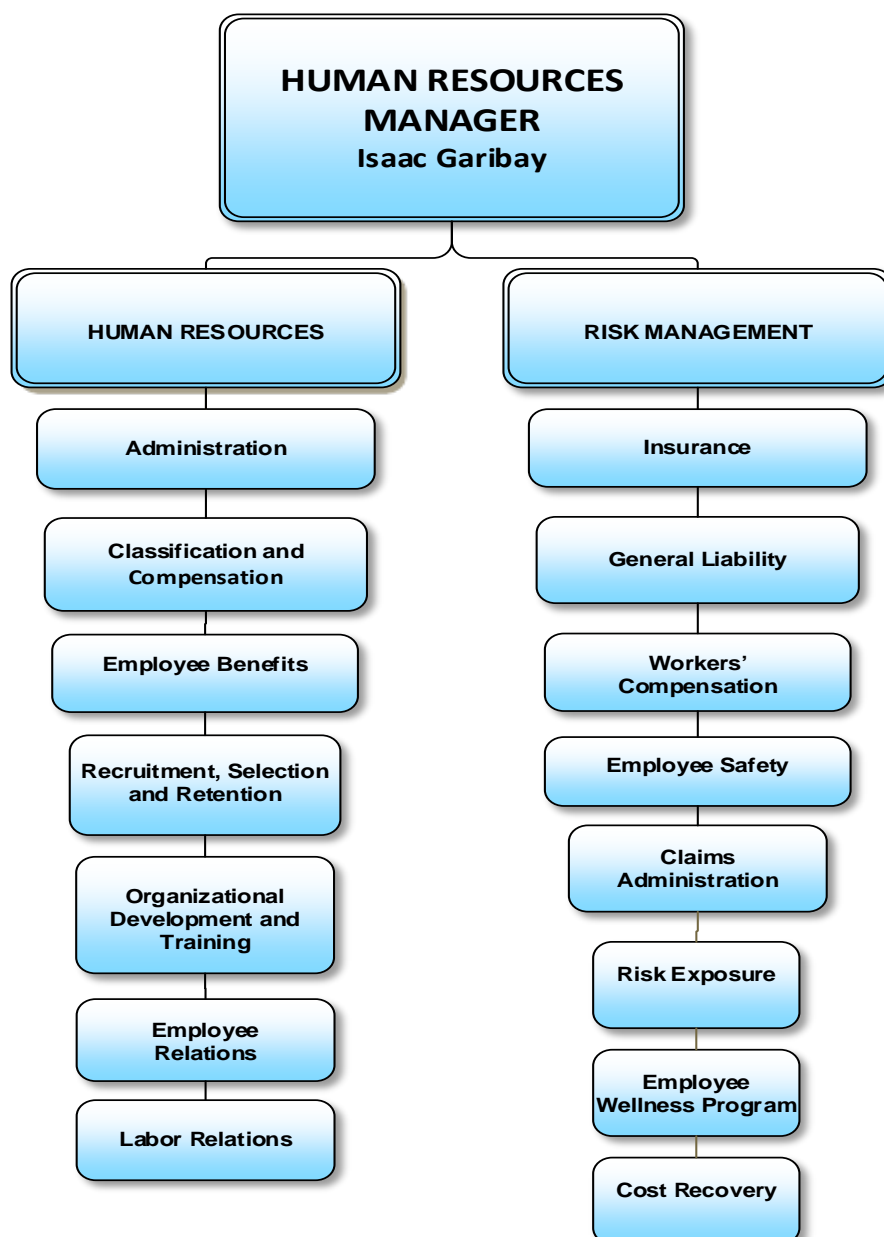 HUMAN RESOURCES
MANAGER
Isaac Garibay
HUMAN RESOURCES
Administration
Classification and
Compensation
Employee Benefits
Recruitment, Selection
and Retention
Organizational
Development and
Training
Employee
Relations
Labor Relations
RISK MANAGEMENT
Insurance
General Liability
Workers’
Compensation
Employee Safety
Claims
Administration
Risk Exposure
Employee
Wellness Program
Cost Recovery